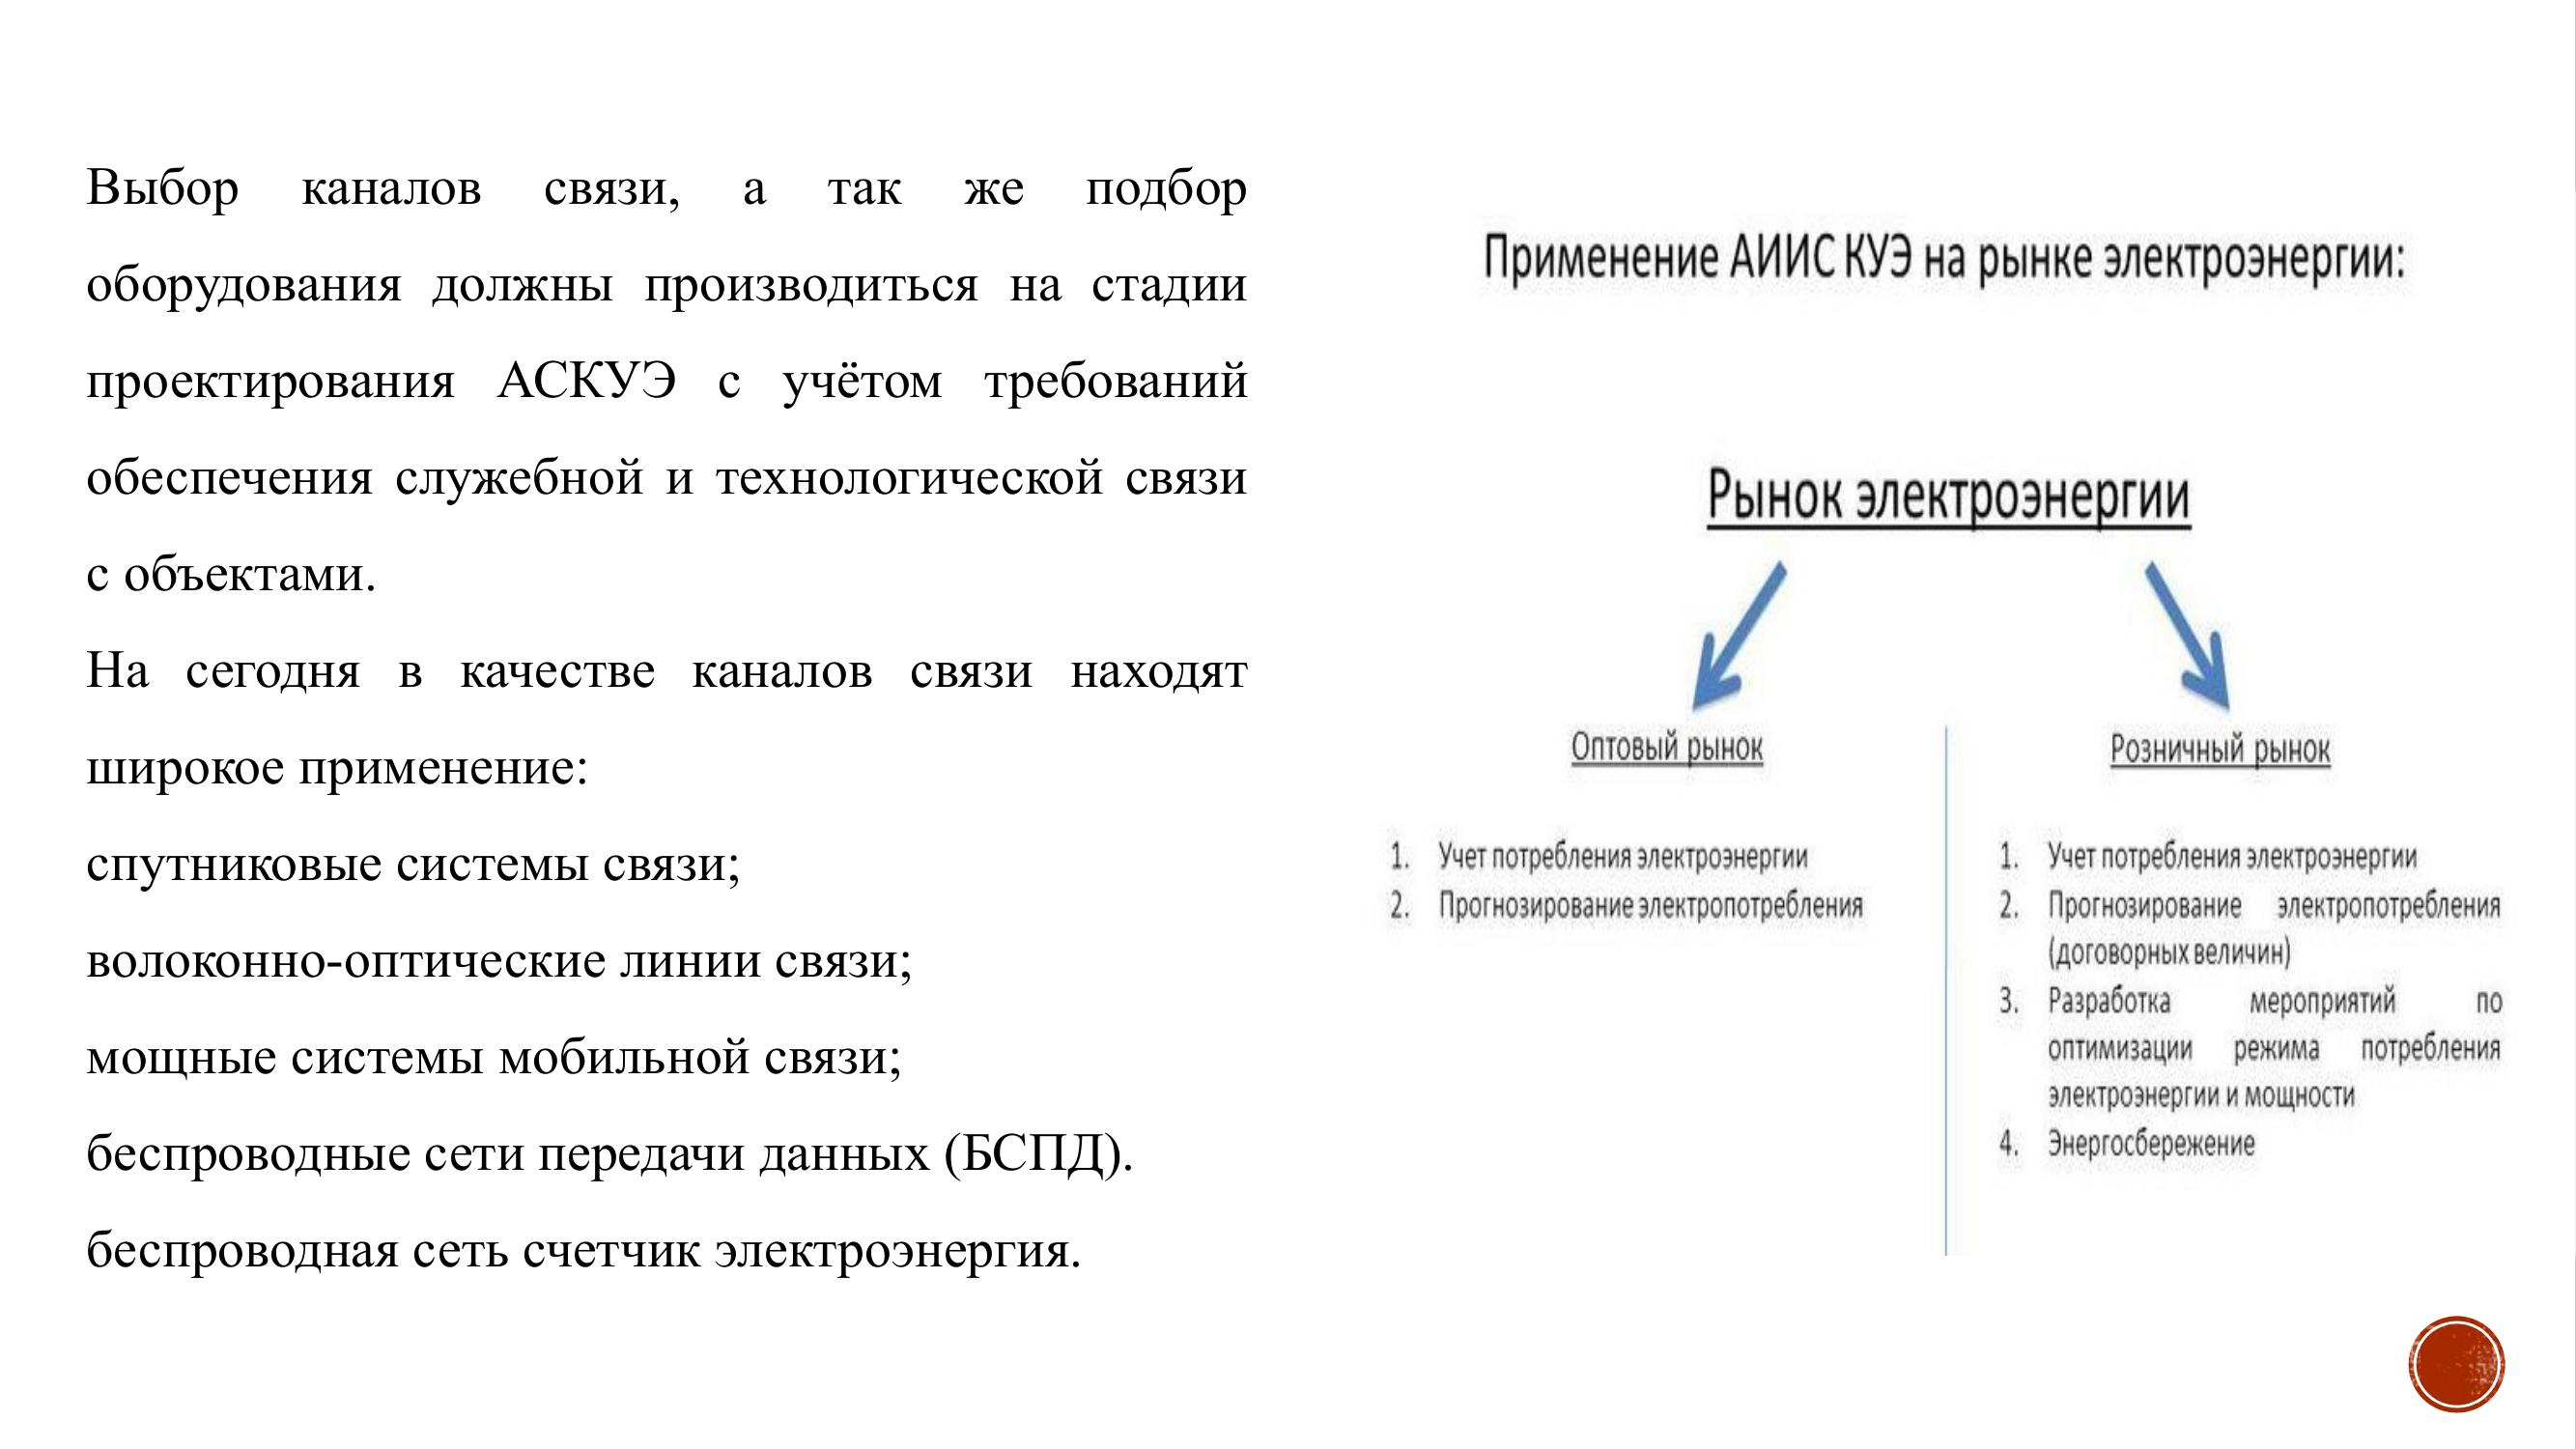 Выбор каналов связи, а так же подбор
оборудования должны производиться на стадии
проектирования АСКУЭ с учётом требований
обеспечения служебной и технологической связи
с объектами.
На сегодня в качестве каналов связи находят
широкое применение:
спутниковые системы связи;
волоконно-оптические линии связи;
мощные системы мобильной связи;
беспроводные сети передачи данных (БСПД).
беспроводная сеть счетчик электроэнергия.
Применение АИИС КУЭ на рынке электроэнергии:
Рынок электроэнергии
Оптовый рынок
1. Учет потребления электроэнергии
2. Прогнозирование электропотребления
Розничный рынок
1. Учет потребления электроэнергии
2. Прогнозирование электропотребления
(договорных величин)
3. Разработка мероприятий по
оптимизации режима потребления
электроэнергии и мощности
4. Энергосбережение